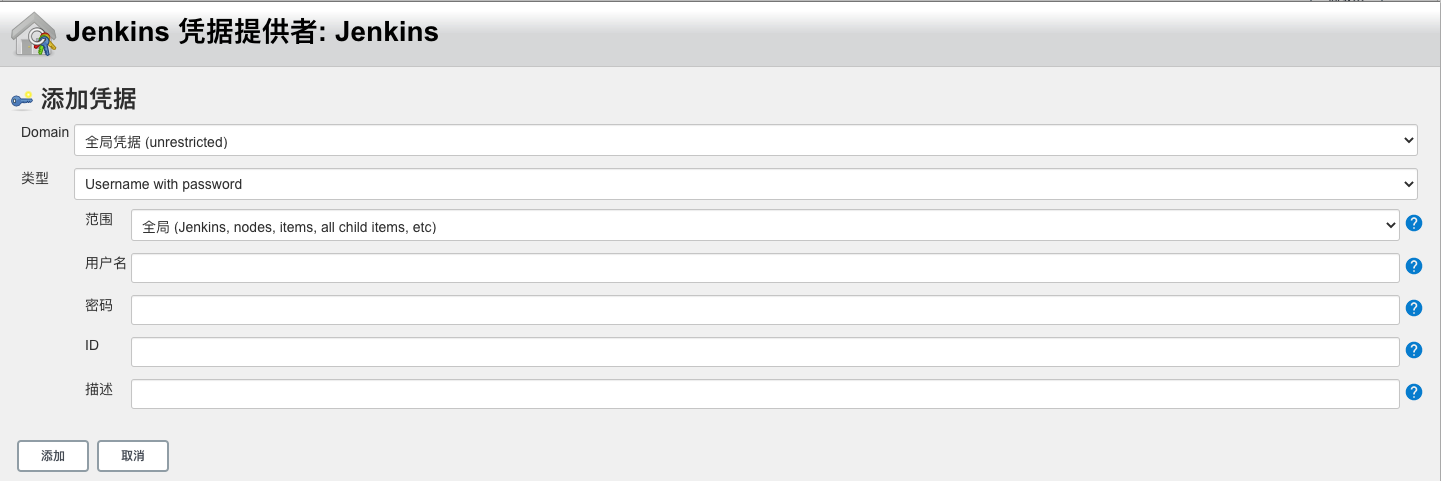 Jenkins 凭据提供者: Jenkins
添加凭据
Domain 全局凭据 (unrestricted)
类型 Username with password
范围 全局 (Jenkins, nodes, items, all child items, etc)
用户名
密码
ID
描述
添加 取消